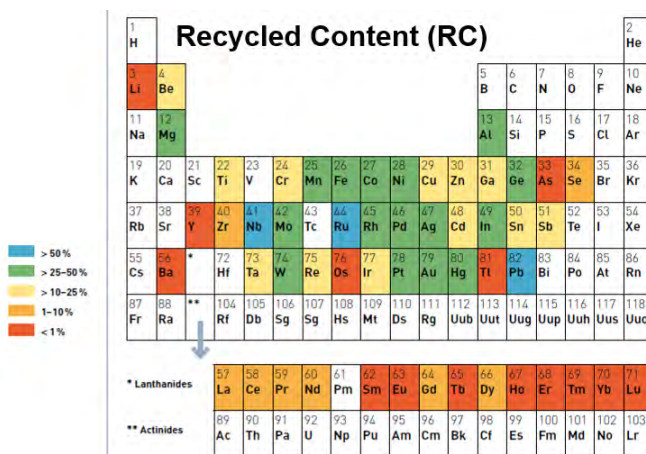 Recycled Content (RC)
1 2
H He
3 4 5 6 7 8 9 10
Li Be B C N O F Ne
11 12 13 14 15 16 17 18
Na Mg Al Si P S Cl Ar
19 20 21 22 23 24 25 26 27 28 29 30 31 32 33 34 35 36
K Ca Sc Ti V Cr Mn Fe Co Ni Cu Zn Ga Ge As Se Br Kr
37 38 39 40 41 42 43 44 45 46 47 48 49 50 51 52 53 54
Rb Sr Y Zr Nb Mo Tc Ru Rh Pd Ag Cd In Sn Sb Te I Xe
55 56 * 72 73 74 75 76 77 78 79 80 81 82 83 84 85 86
Cs Ba Hf Ta W Re Os Ir Pt Au Hg Tl Pb Bi Po At Rn
87 88 ** 104 105 106 107 108 109 110 111 112 113 114 115 116 117 118
Fr Ra Rf Db Sg Sg Hs Mt Ds Rg Uub Uut Uug Uup Uuh Uus Uuo
> 50%
> 25–50%
> 10–25%
1–10%
< 1%
57 58 59 60 61 62 63 64 65 66 67 68 69 70 71
* Lanthanides La Ce Pr Nd Pm Sm Eu Gd Tb Dy Ho Er Tm Yb Lu
89 90 91 92 93 94 95 96 97 98 99 100 101 102 103
** Actinides Ac Th Pa U Np Pu Am Cm Bk Cf Es Fm Md No Lr